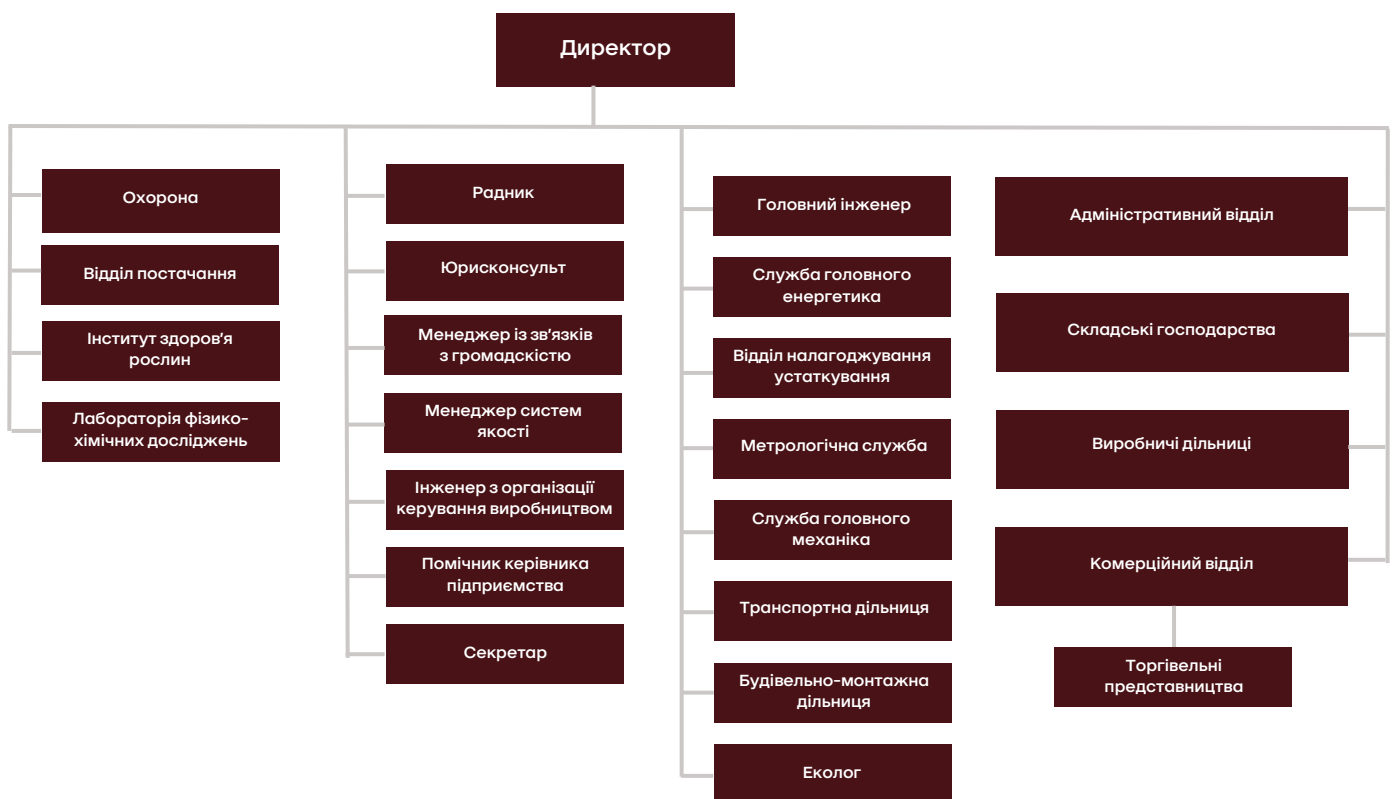 Директор
Охорона
Відділ постачання
Інститут здоров'я
рослин
Лабораторія фізико-
хімічних досліджень
Радник
Юрисконсульт
Менеджер із зв'язків
з громадскістю
Менеджер систем
якості
Інженер з організації
керування виробництвом
Помічник керівника
підприємства
Секретар
Головний інженер
Служба головного
енергетика
Відділ налагоджування
устаткування
Метрологічна служба
Служба головного
механіка
Транспортна дільниця
Будівельно-монтажна
дільниця
Еколог
Адміністративний відділ
Складські господарства
Виробничі дільниці
Комерційний відділ
Торгівельні
представництва